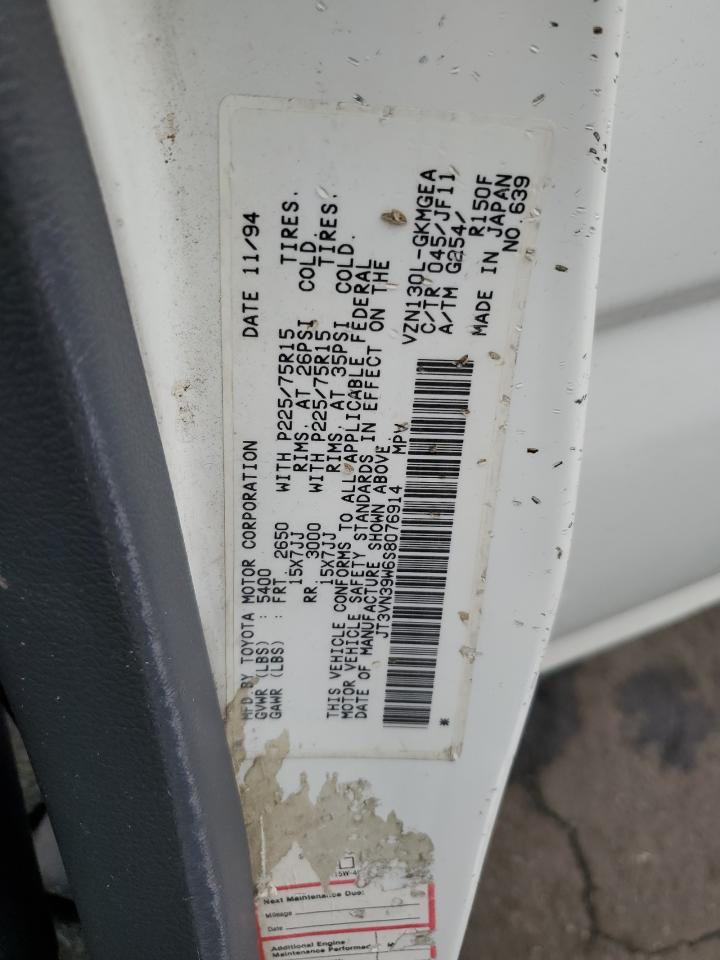 MFD BY TOYOTA MOTOR CORPORATION DATE 11/94
GVWR (LBS) : 5400
GAWR (LBS) : FRT 2650 WITH P225/75R15 TIRES.
15X7JJ RIMS. AT 26PSI COLD.
RR 3000 WITH P225/75R15 TIRES.
15X7JJ RIMS. AT 35PSI COLD.
THIS VEHICLE CONFORMS TO ALL APPLICABLE FEDERAL
MOTOR VEHICLE SAFETY STANDARDS IN EFFECT ON THE
DATE OF MANUFACTURE SHOWN ABOVE.
JT3VN39W6S8076914 MPV
VZN130L-GKMGEA
C/TR 045/JF11
A/TM G254/
R150F
MADE IN JAPAN
NO.639
*
Next Maintenance Due:
Mileage
Date
Additional Engine
Maintenance Performed